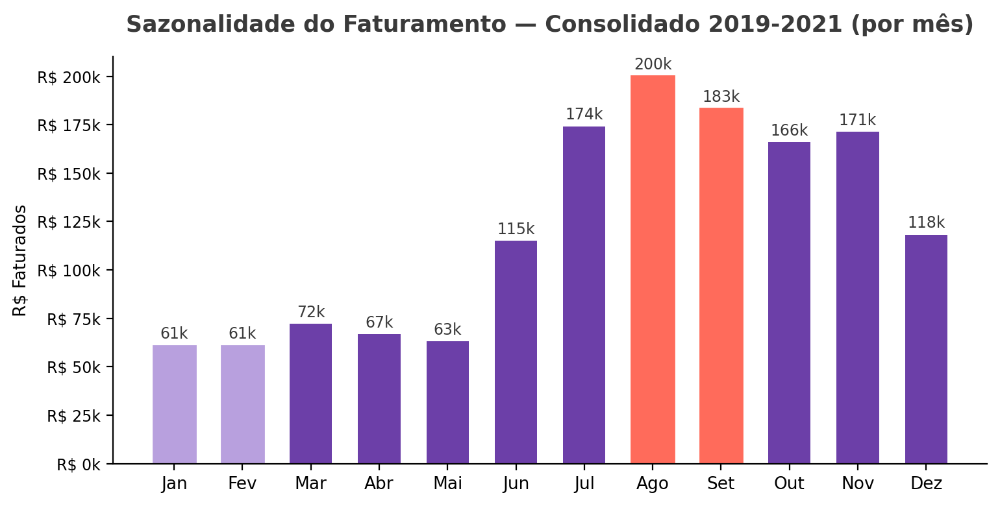 Sazonalidade do Faturamento — Consolidado 2019-2021 (por mês)
R$ Faturados
R$ 200k
R$ 175k
R$ 150k
R$ 125k
R$ 100k
R$ 75k
R$ 50k
R$ 25k
R$ 0k
61k
61k
72k
67k
63k
115k
174k
200k
183k
166k
171k
118k
Jan Fev Mar Abr Mai Jun Jul Ago Set Out Nov Dez